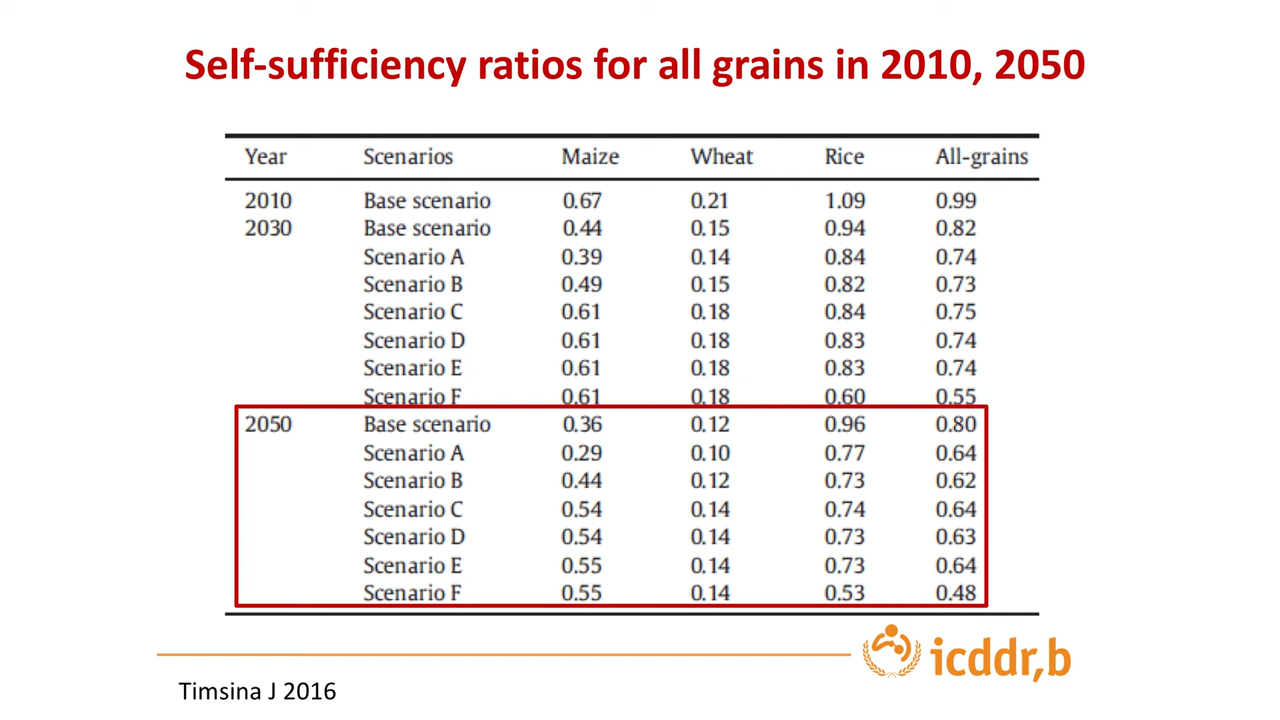 Self-sufficiency ratios for all grains in 2010, 2050
Year Scenarios Maize Wheat Rice All-grains
2010 Base scenario 0.67 0.21 1.09 0.99
2030 Base scenario 0.44 0.15 0.94 0.82
Scenario A 0.39 0.14 0.84 0.74
Scenario B 0.49 0.15 0.82 0.73
Scenario C 0.61 0.18 0.84 0.75
Scenario D 0.61 0.18 0.83 0.74
Scenario E 0.61 0.18 0.83 0.74
Scenario F 0.61 0.18 0.60 0.55
2050 Base scenario 0.36 0.12 0.96 0.80
Scenario A 0.29 0.10 0.77 0.64
Scenario B 0.44 0.12 0.73 0.62
Scenario C 0.54 0.14 0.74 0.64
Scenario D 0.54 0.14 0.73 0.63
Scenario E 0.55 0.14 0.73 0.64
Scenario F 0.55 0.14 0.53 0.48
icddr,b
Timsina J 2016